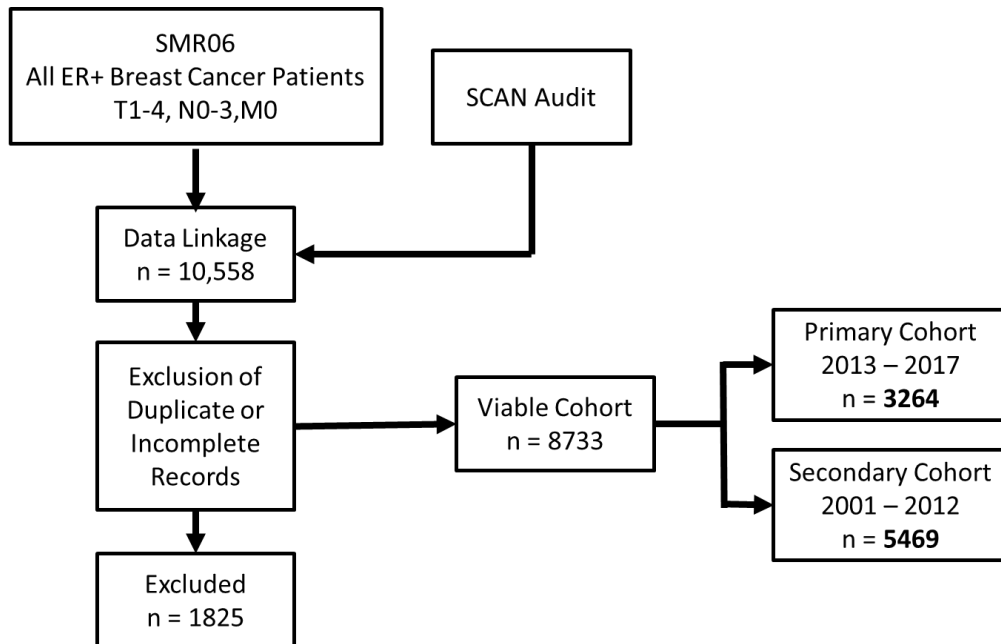 SMR06
All ER+ Breast Cancer Patients
T1-4, N0-3,M0
SCAN Audit
Data Linkage
n = 10,558
Exclusion of
Duplicate or
Incomplete
Records
Excluded
n = 1825
Viable Cohort
n = 8733
Primary Cohort
2013 – 2017
n = 3264
Secondary Cohort
2001 – 2012
n = 5469